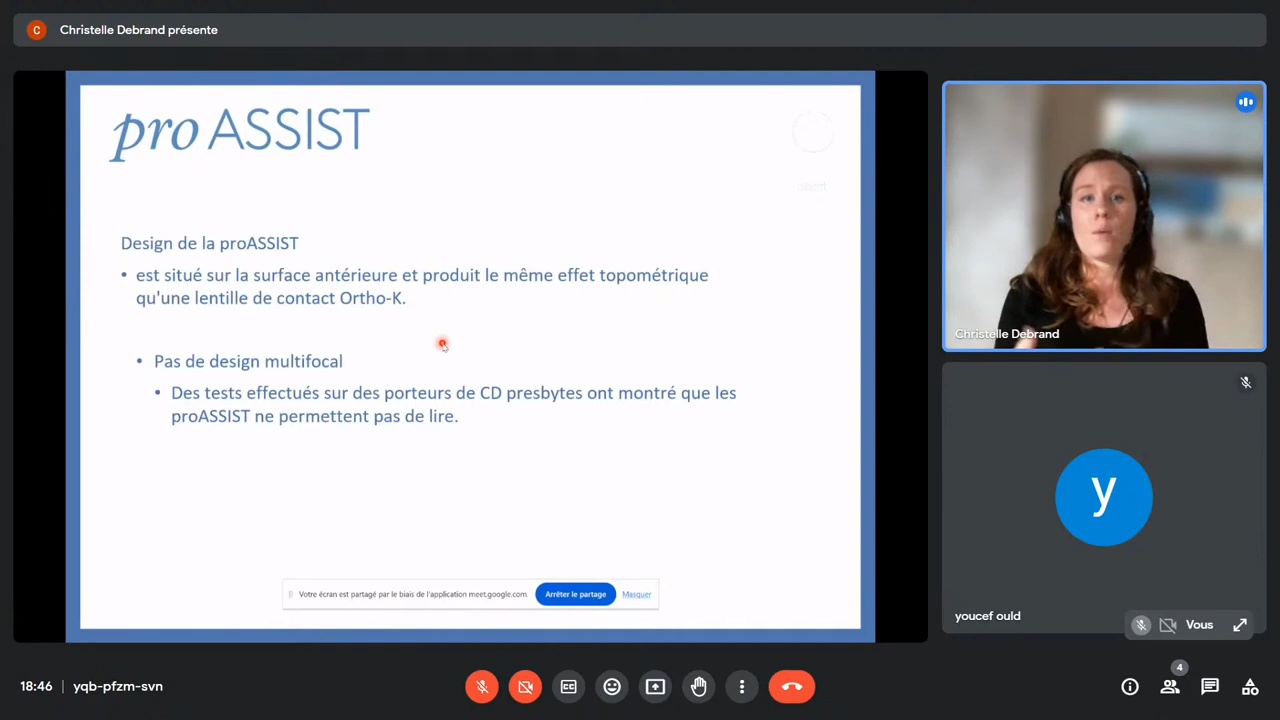 C
Christelle Debrand présente
pro ASSIST
Design de la proASSIST
• est situé sur la surface antérieure et produit le même effet topométrique
qu'une lentille de contact Ortho-K.
• Pas de design multifocal
• Des tests effectués sur des porteurs de CD presbytes ont montré que les
proASSIST ne permettent pas de lire.
Votre écran est partagé par le biais de l'application meet.google.com.
Arrêter le partage
Masquer
Christelle Debrand
y
youcef ould
Vous
18:46 | yqb-pfzm-svn
CC
4